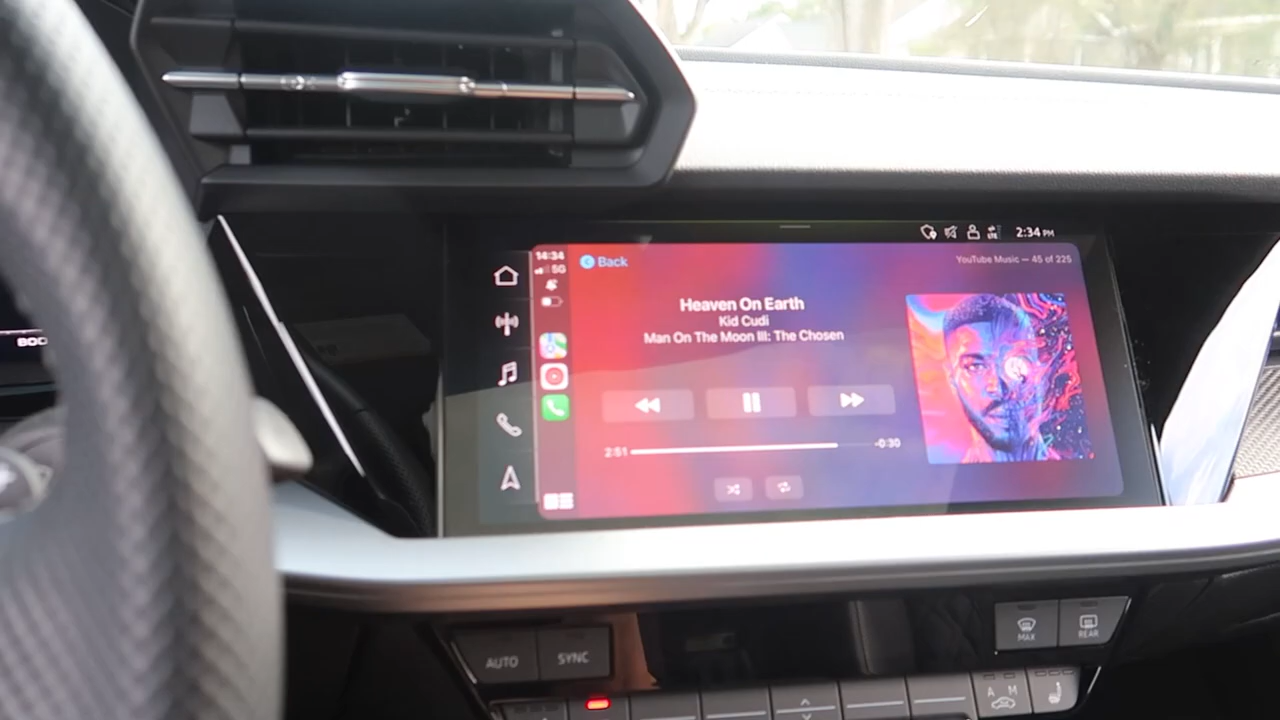 2:34 PM
14:34
5G
Back
YouTube Music — 45 of 225
Heaven On Earth
Kid Cudi
Man On The Moon III: The Chosen
2:51
-0:30
MAX
REAR
AUTO
SYNC
A M